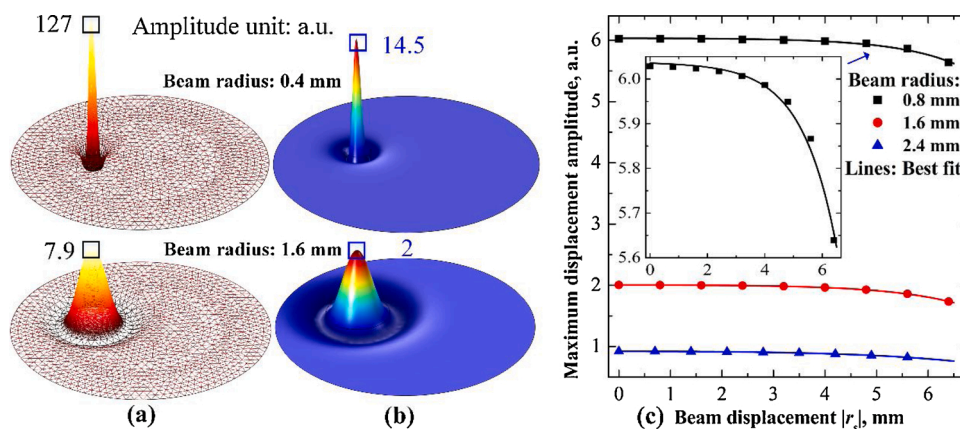 127
Amplitude unit: a.u.
14.5
Beam radius: 0.4 mm
7.9
Beam radius: 1.6 mm
2
(a)
(b)
Maximum displacement amplitude, a.u.
6
5
4
3
2
1
6.0
5.9
5.8
5.7
5.6
0 2 4 6
Beam radius:
0.8 mm
1.6 mm
2.4 mm
Lines: Best fit
0 1 2 3 4 5 6
(c) Beam displacement |rₛ|, mm